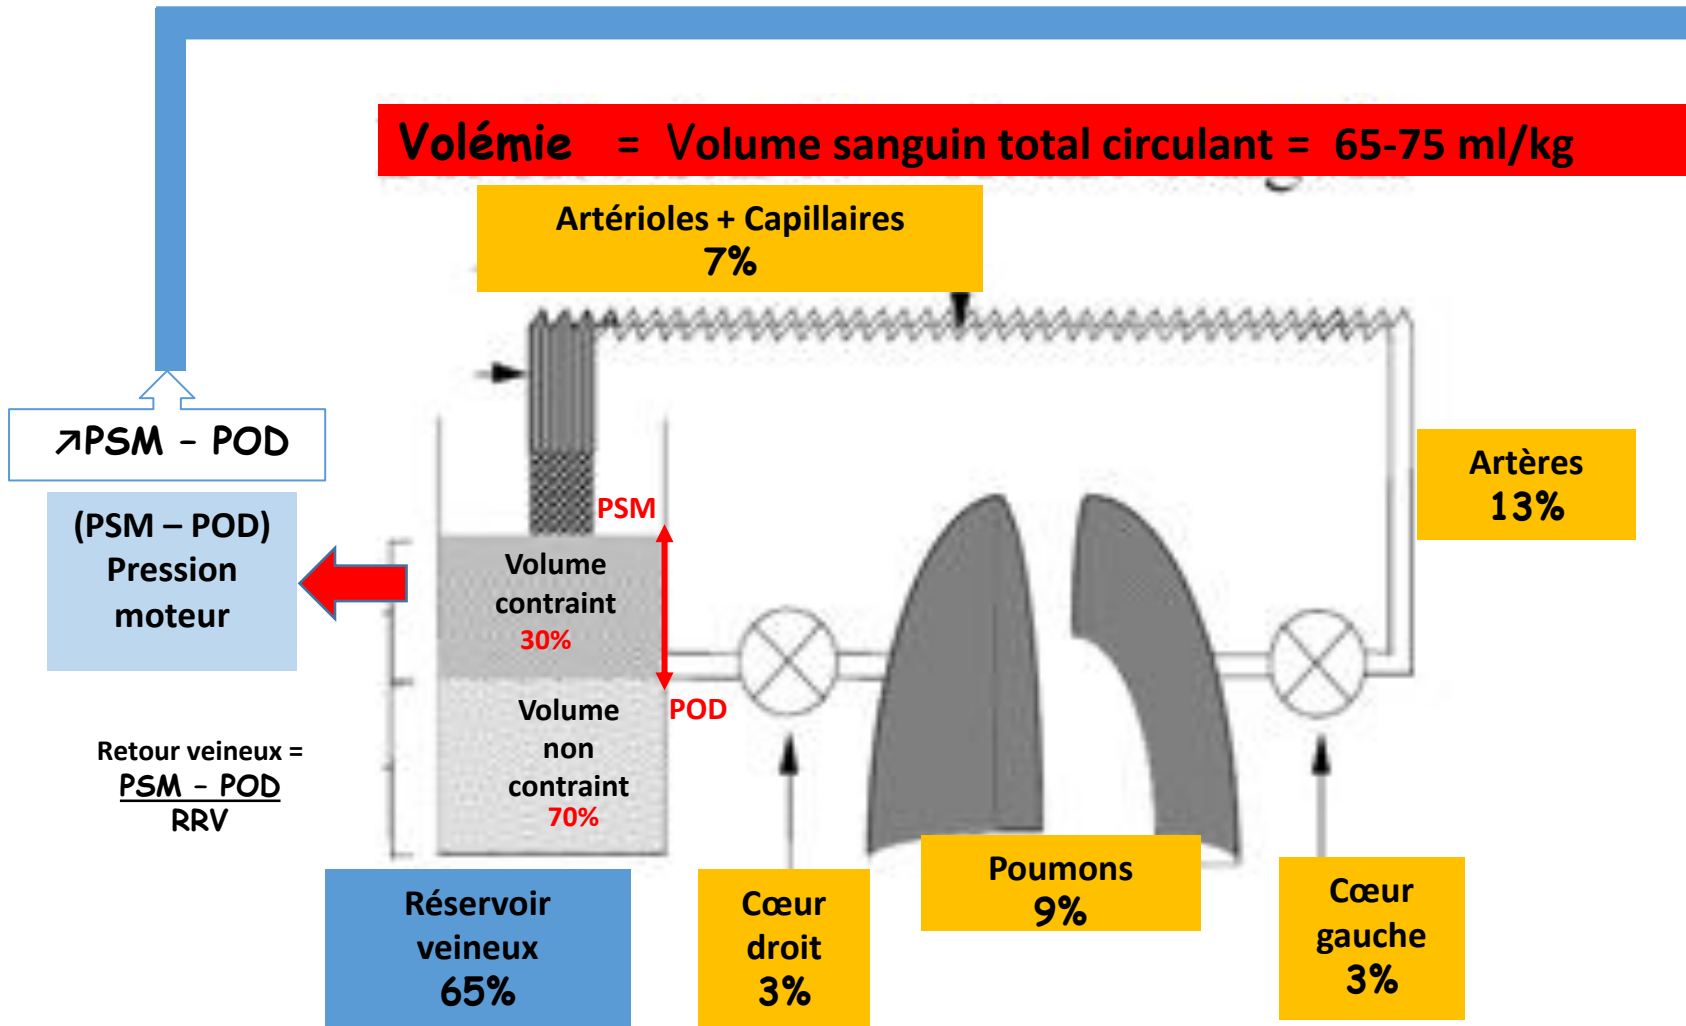 Volémie = Volume sanguin total circulant = 65-75 ml/kg
Artérioles + Capillaires
7%
↗PSM - POD
(PSM – POD)
Pression
moteur
Retour veineux =
PSM - POD
RRV
PSM
Volume
contraint
30%
POD
Volume
non
contraint
70%
Artères
13%
Réservoir
veineux
65%
Cœur
droit
3%
Poumons
9%
Cœur
gauche
3%